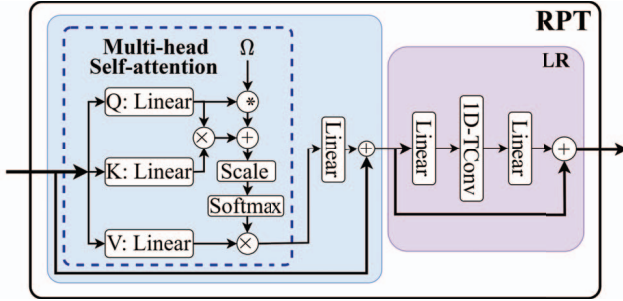 RPT
Multi-head
Self-attention
Ω
LR
Q: Linear
*
×
+
K: Linear
Scale
Softmax
V: Linear
×
Linear
+
Linear
1D-TConv
Linear
+